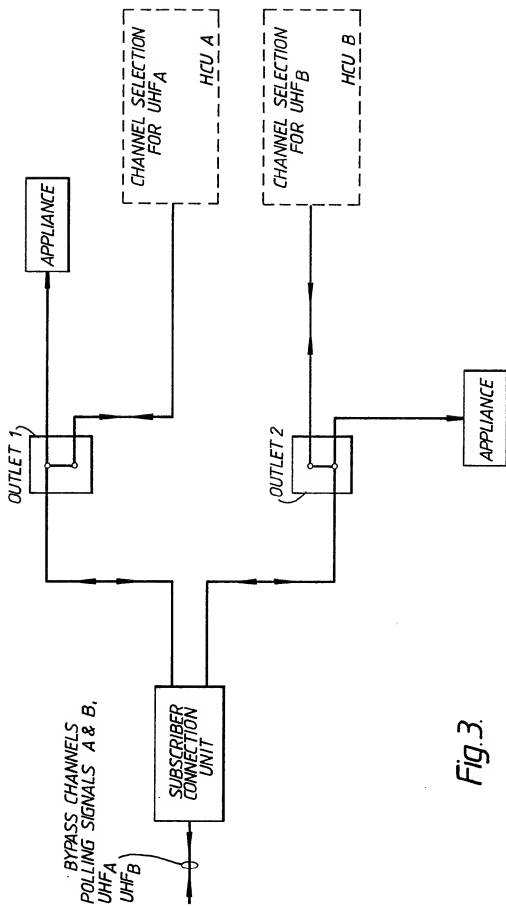 BYPASS CHANNELS
POLLING SIGNALS A & B,
UHFA
UHFB
SUBSCRIBER
CONNECTION
UNIT
OUTLET 1
APPLIANCE
CHANNEL SELECTION
FOR UHFA
HCU A
OUTLET 2
APPLIANCE
CHANNEL SELECTION
FOR UHFB
HCU B
Fig.3.